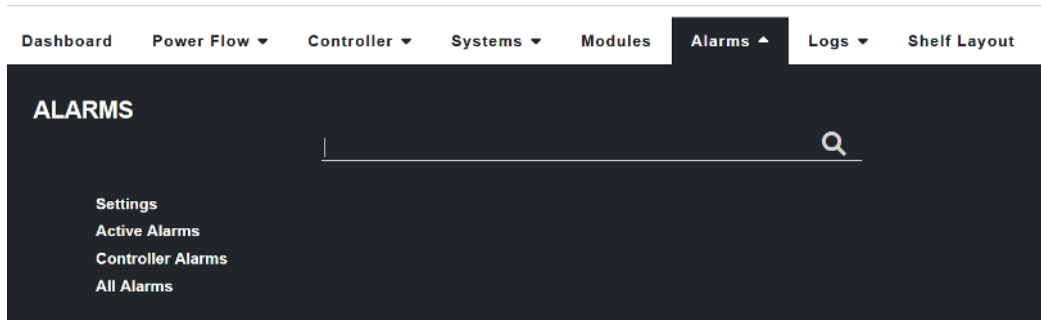 Dashboard Power Flow Controller Systems Modules Alarms Logs Shelf Layout
ALARMS
Settings
Active Alarms
Controller Alarms
All Alarms